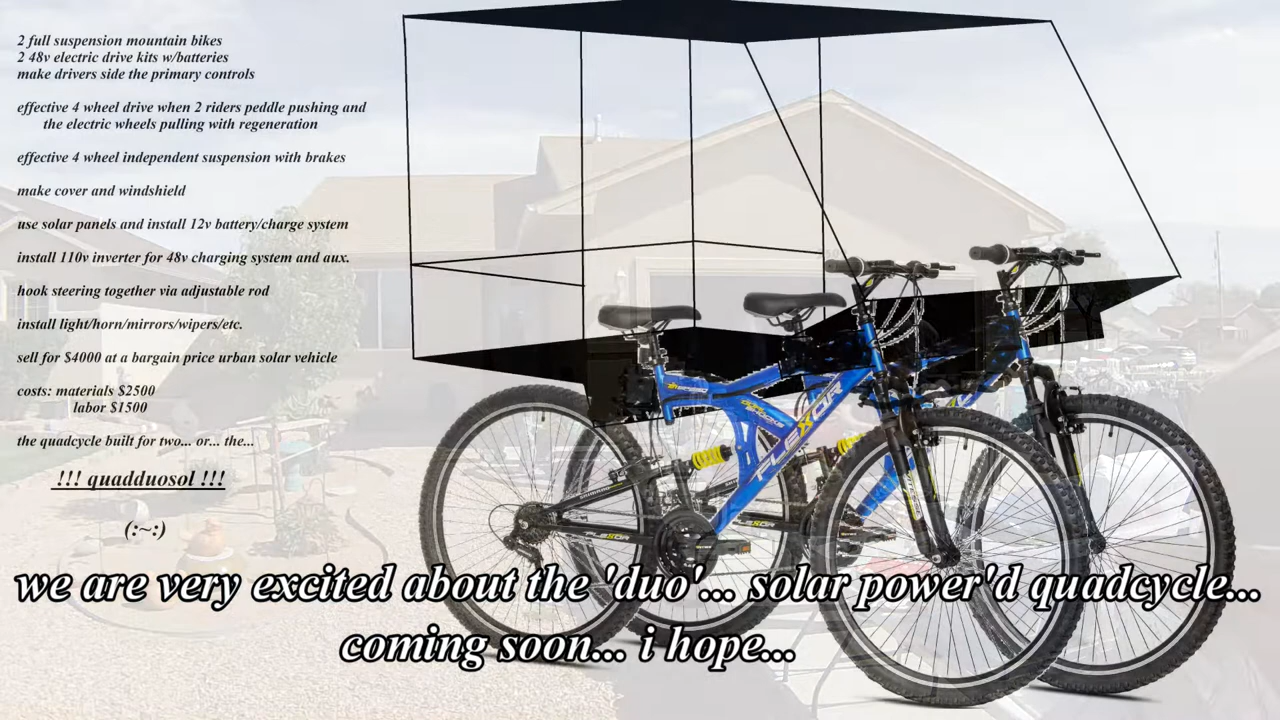 2 full suspension mountain bikes
2 48v electric drive kits w/batteries
make drivers side the primary controls
effective 4 wheel drive when 2 riders peddle pushing and
the electric wheels pulling with regeneration
effective 4 wheel independent suspension with brakes
make cover and windshield
use solar panels and install 12v battery/charge system
install 110v inverter for 48v charging system and aux.
hook steering together via adjustable rod
install light/horn/mirrors/wipers/etc.
sell for $4000 at a bargain price urban solar vehicle
costs: materials $2500
labor $1500
the quadcycle built for two... or... the...
!!! quadduosol !!!
(:~:)
FLEXOR
FLEXOR
we are very excited about the 'duo'... solar power'd quadcycle...
coming soon... i hope...